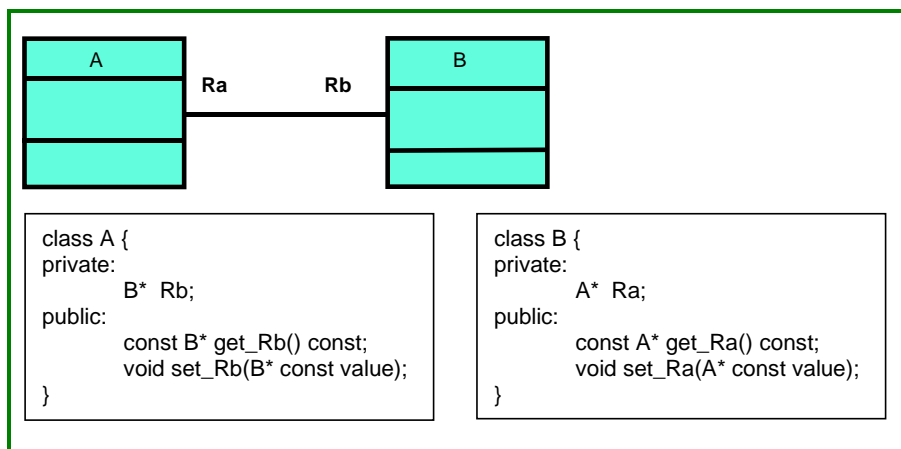 A
B
Ra
Rb
class A {
private:
B* Rb;
public:
const B* get_Rb() const;
void set_Rb(B* const value);
}
class B {
private:
A* Ra;
public:
const A* get_Ra() const;
void set_Ra(A* const value);
}